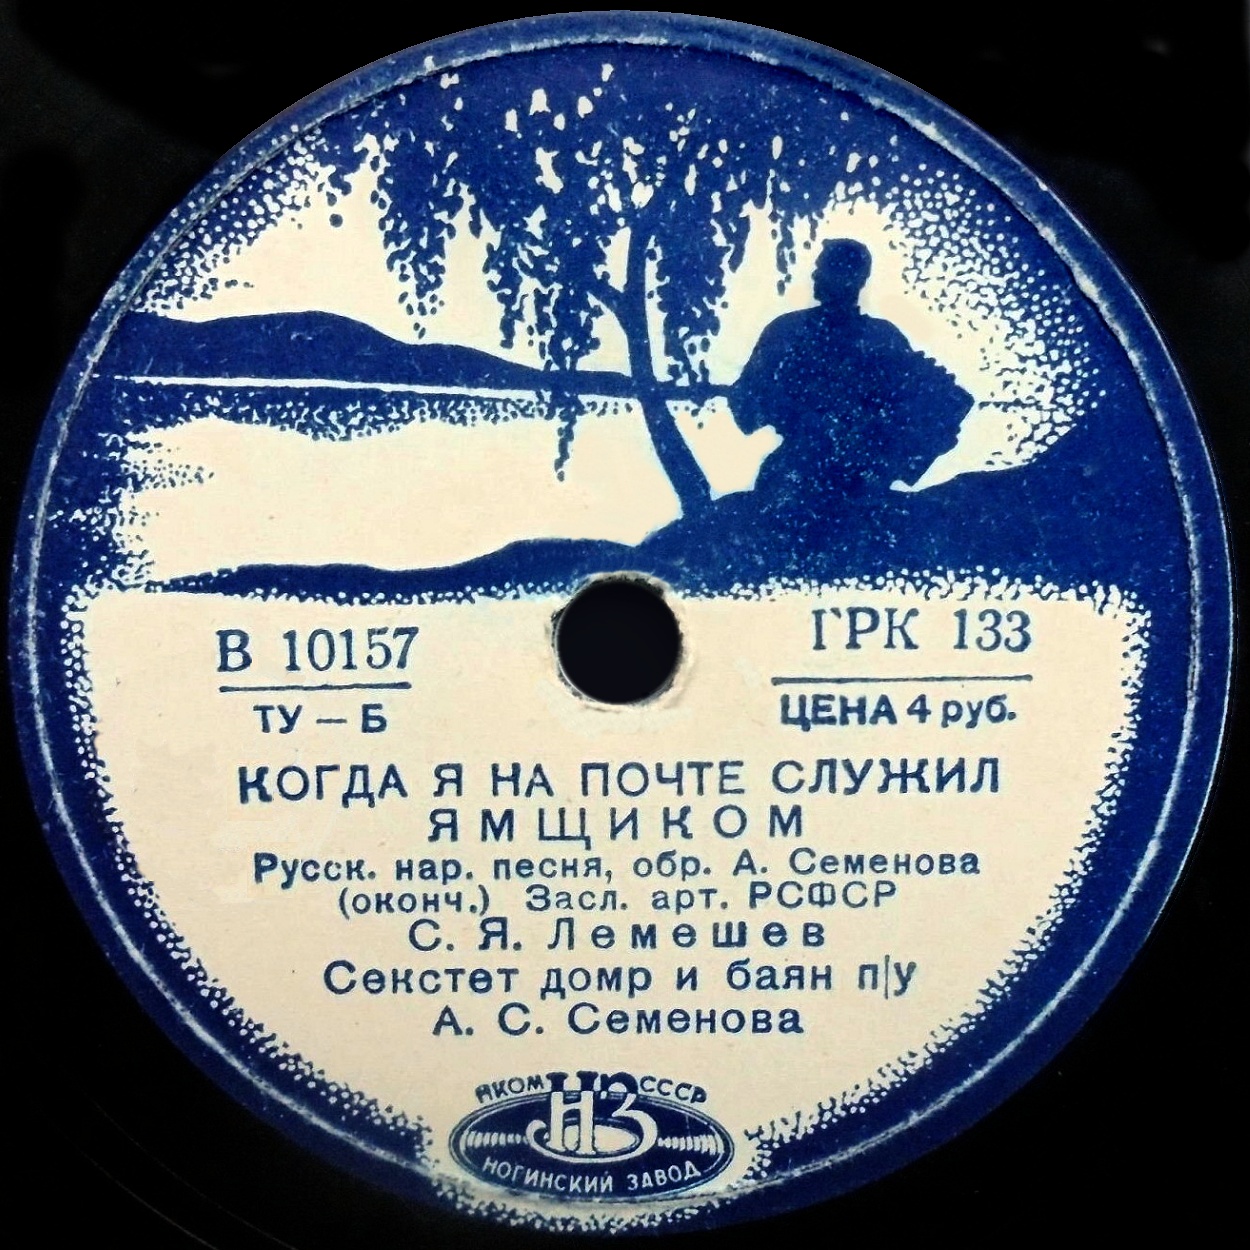 В 10157
ГРК 133
ТУ — Б
ЦЕНА 4 руб.
КОГДА Я НА ПОЧТЕ СЛУЖИЛ
ЯМЩИКОМ
Русск. нар. песня, обр. А. Семенова
(оконч.) Засл. арт. РСФСР
С. Я. Лемешев
Секстет домр и баян п/у
А. С. Семенова
НКОМ СССР
НЗ
НОГИНСКИЙ ЗАВОД